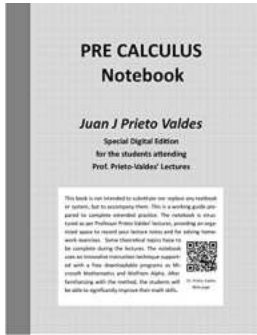 PRE CALCULUS
Notebook
Juan J Prieto Valdes
Special Digital Edition
for the students attending
Prof. Prieto-Valdes' Lectures
This book is not intended to substitute nor replace any textbook
or system, but to accompany them. This is a working guide pre-
pared to complete extended practice. The notebook is struc-
tured as per Professor Prieto Valdes' lectures, providing an orga-
nized space to record your lecture notes and for solving home-
work exercises. Some theoretical topics have to
be complete during the lectures. The notebook
uses an innovative instruction technique support-
ed with a free downloadable programs as Mi-
crosoft Mathematics and Wolfram Alpha. After
familiarizing with the method, the students will
be able to significantly improve their math skills.
Dr. Prieto Valdes
Web page